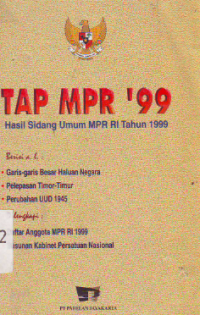 TAP MPR '99
Hasil Sidang Umum MPR RI Tahun 1999
Berisi a. l.
• Garis-garis Besar Haluan Negara
• Pelepasan Timor-Timur
• Perubahan UUD 1945
lengkapi :
ftar Anggota MPR RI 1999
usunan Kabinet Persatuan Nasional
2